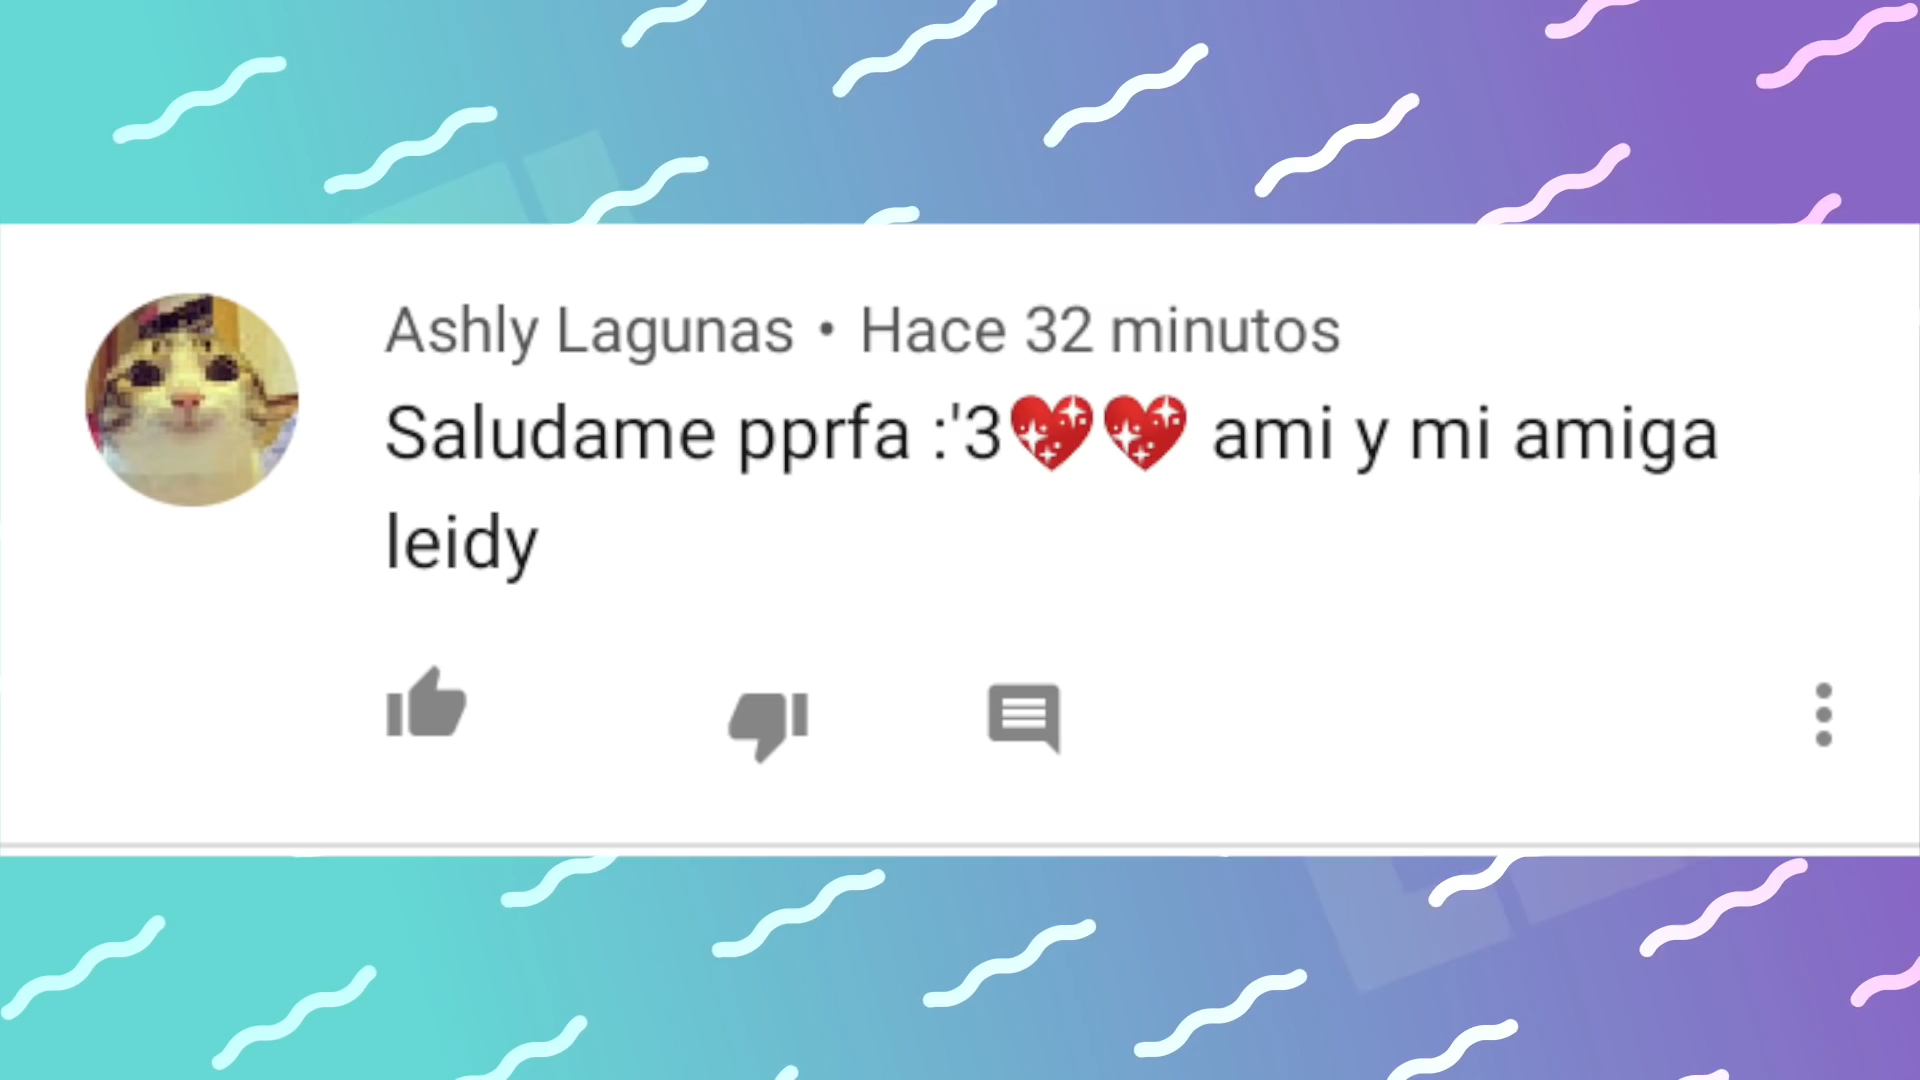 Ashly Lagunas • Hace 32 minutos
Saludame pprfa :'3💖💖 ami y mi amiga
leidy